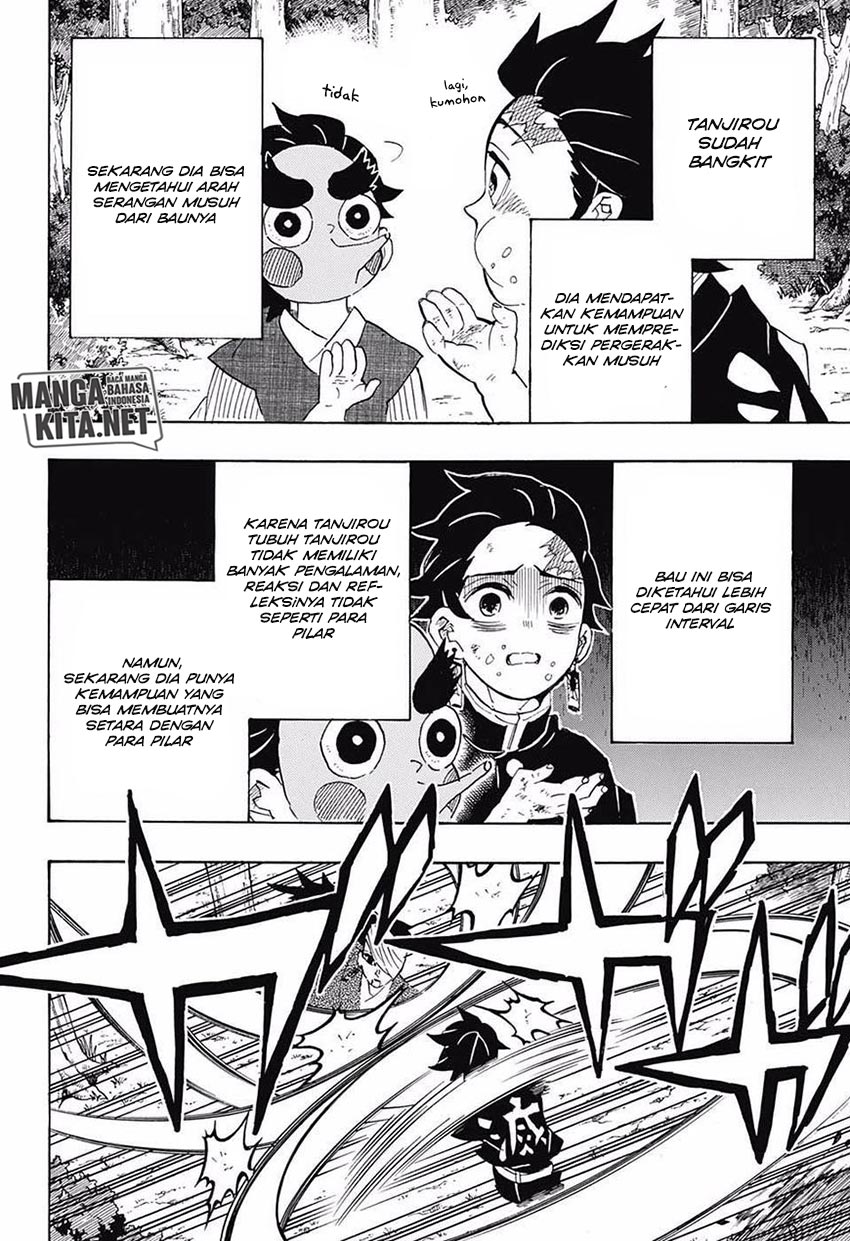 TANJIROU
SUDAH
BANGKIT
lagi,
kumohon
tidak
DIA MENDAPAT-
KAN KEMAMPUAN
UNTUK MEMPRE-
DIKSI PERGERAK-
KAN MUSUH
SEKARANG DIA BISA
MENGETAHUI ARAH
SERANGAN MUSUH
DARI BAUNYA
MANGA
KITA.NET
BACA MANGA
BAHASA
INDONESIA
BAU INI BISA
DIKETAHUI LEBIH
CEPAT DARI GARIS
INTERVAL
KARENA TANJIROU
TUBUH TANJIROU
TIDAK MEMILIKI
BANYAK PENGALAMAN,
REAKSI DAN REF-
LEKSINYA TIDAK
SEPERTI PARA
PILAR
NAMUN,
SEKARANG DIA PUNYA
KEMAMPUAN YANG
BISA MEMBUATNYA
SETARA DENGAN
PARA PILAR
滅